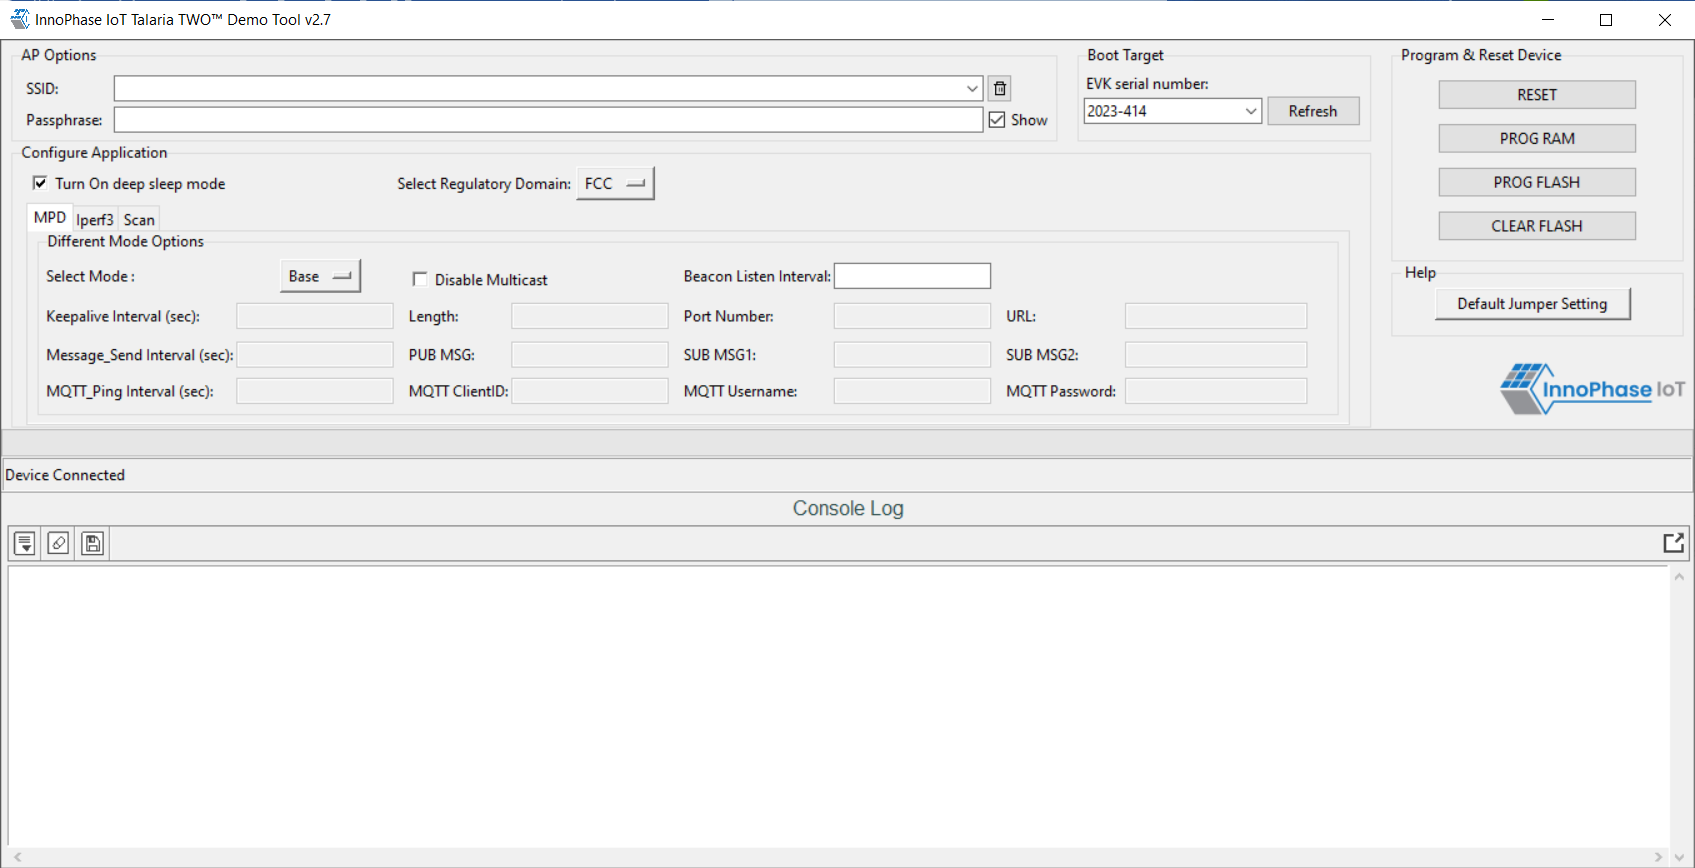 InnoPhase IoT Talaria TWO™ Demo Tool v2.7
AP Options
SSID:
Passphrase:
Show
Boot Target
EVK serial number:
2023-414
Refresh
Program & Reset Device
RESET
PROG RAM
PROG FLASH
CLEAR FLASH
Configure Application
Turn On deep sleep mode
Select Regulatory Domain: FCC
MPD Iperf3 Scan
Different Mode Options
Select Mode : Base Disable Multicast Beacon Listen Interval:
Keepalive Interval (sec): Length: Port Number: URL:
Message_Send Interval (sec): PUB MSG: SUB MSG1: SUB MSG2:
MQTT_Ping Interval (sec): MQTT ClientID: MQTT Username: MQTT Password:
Help
Default Jumper Setting
InnoPhase IoT
Device Connected
Console Log